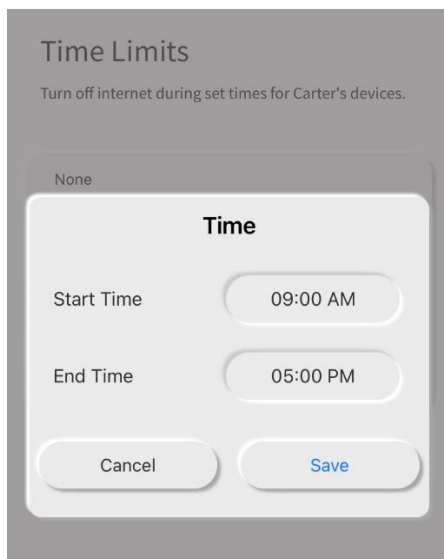 Time Limits
Turn off internet during set times for Carter's devices.
None
Time
Start Time 09:00 AM
End Time 05:00 PM
Cancel Save